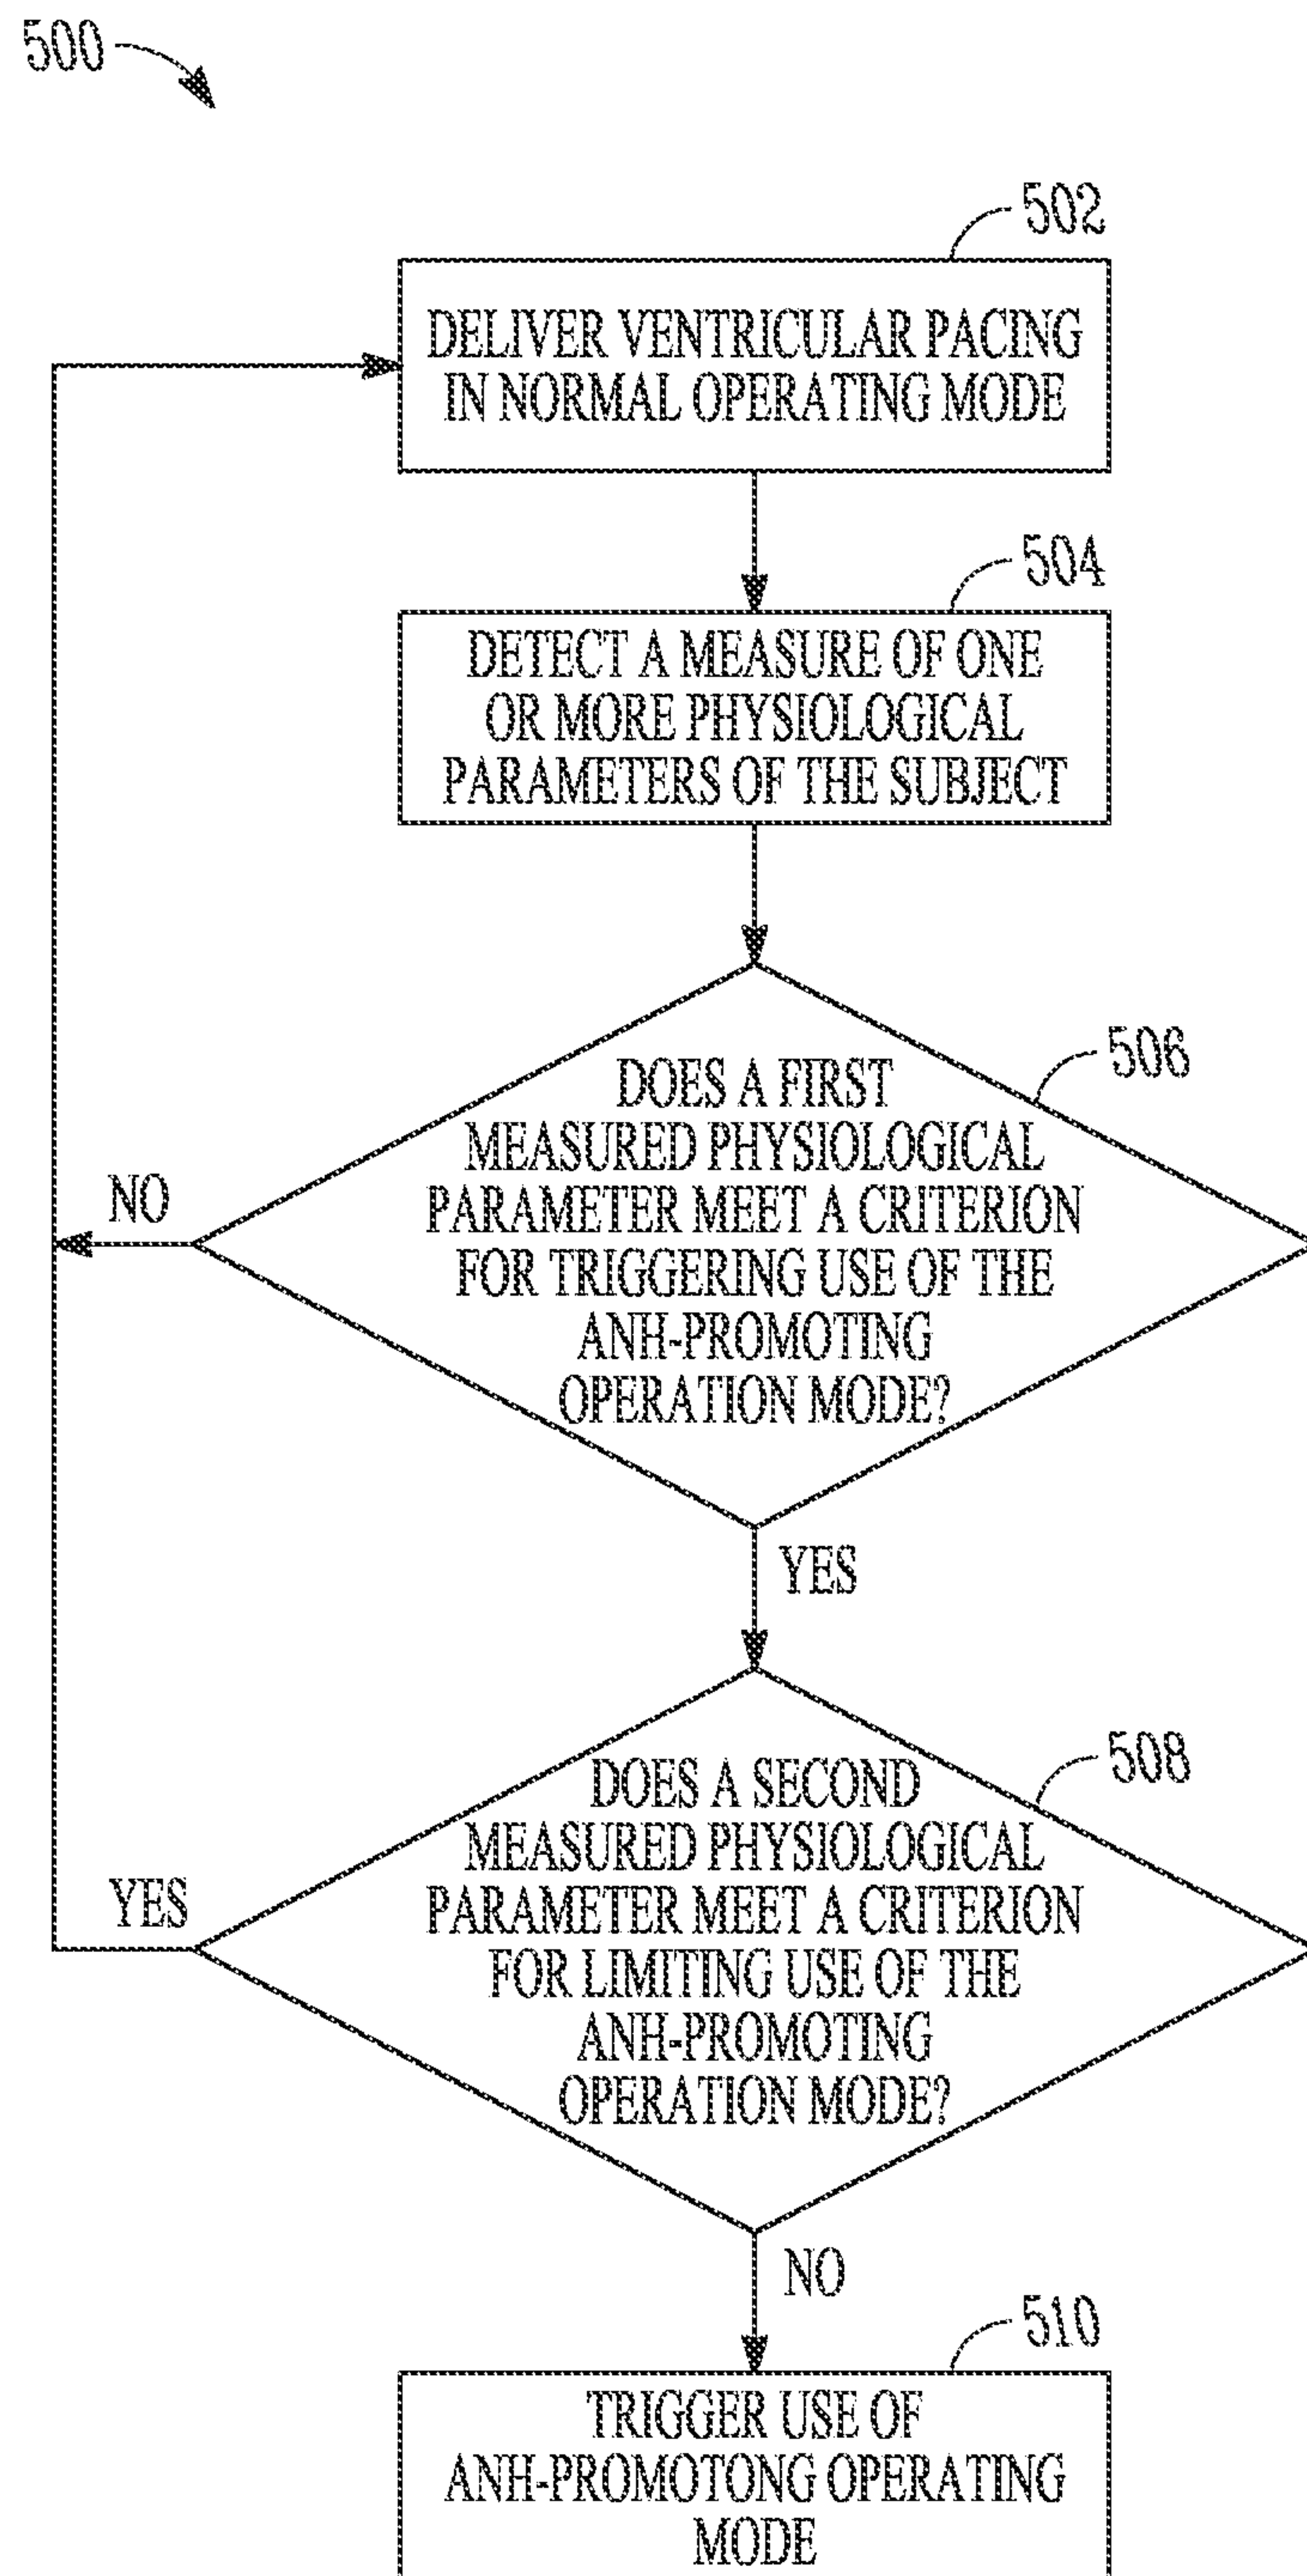 500
502
DELIVER VENTRICULAR PACING
IN NORMAL OPERATING MODE
504
DETECT A MEASURE OF ONE
OR MORE PHYSIOLOGICAL
PARAMETERS OF THE SUBJECT
506
DOES A FIRST
MEASURED PHYSIOLOGICAL
PARAMETER MEET A CRITERION
FOR TRIGGERING USE OF THE
ANH-PROMOTING
OPERATION MODE?
NO
YES
508
DOES A SECOND
MEASURED PHYSIOLOGICAL
PARAMETER MEET A CRITERION
FOR LIMITING USE OF THE
ANH-PROMOTING
OPERATION MODE?
YES
NO
510
TRIGGER USE OF
ANH-PROMOTONG OPERATING
MODE